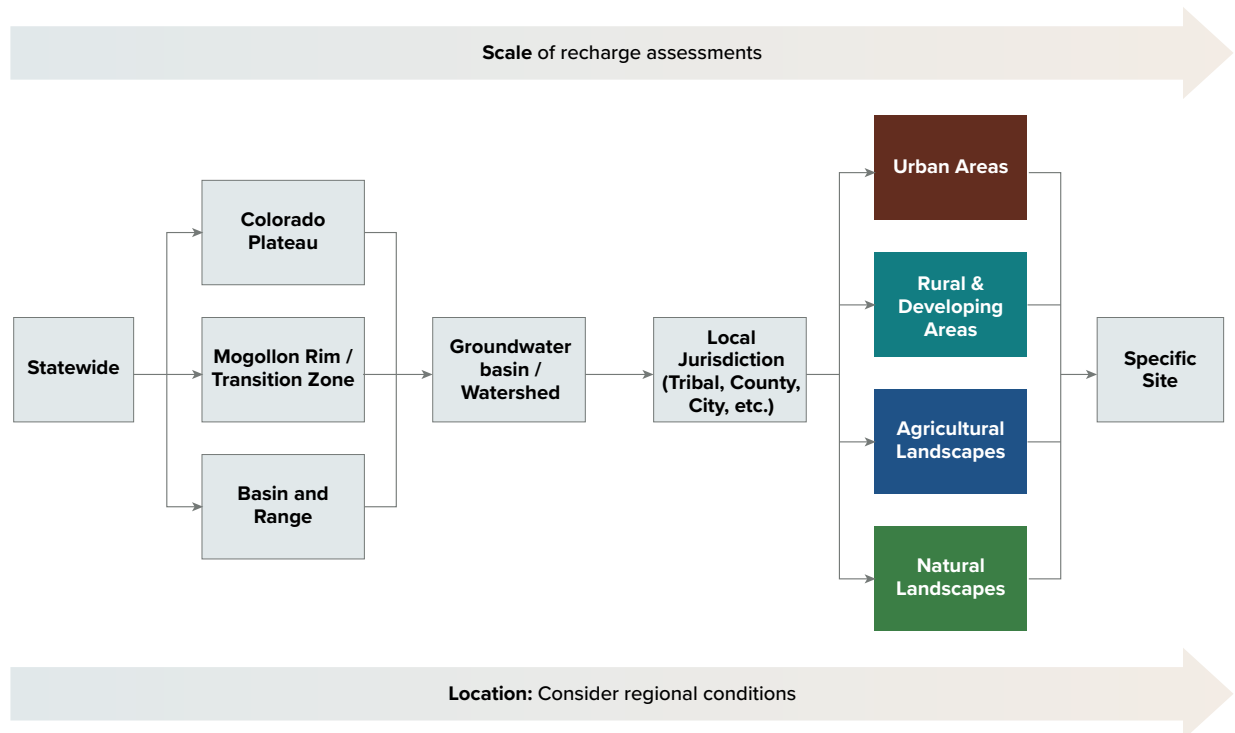 Scale of recharge assessments
Statewide
Colorado
Plateau
Mogollon Rim /
Transition Zone
Basin and
Range
Groundwater
basin /
Watershed
Local
Jurisdiction
(Tribal, County,
City, etc.)
Urban Areas
Rural &
Developing
Areas
Agricultural
Landscapes
Natural
Landscapes
Specific
Site
Location: Consider regional conditions